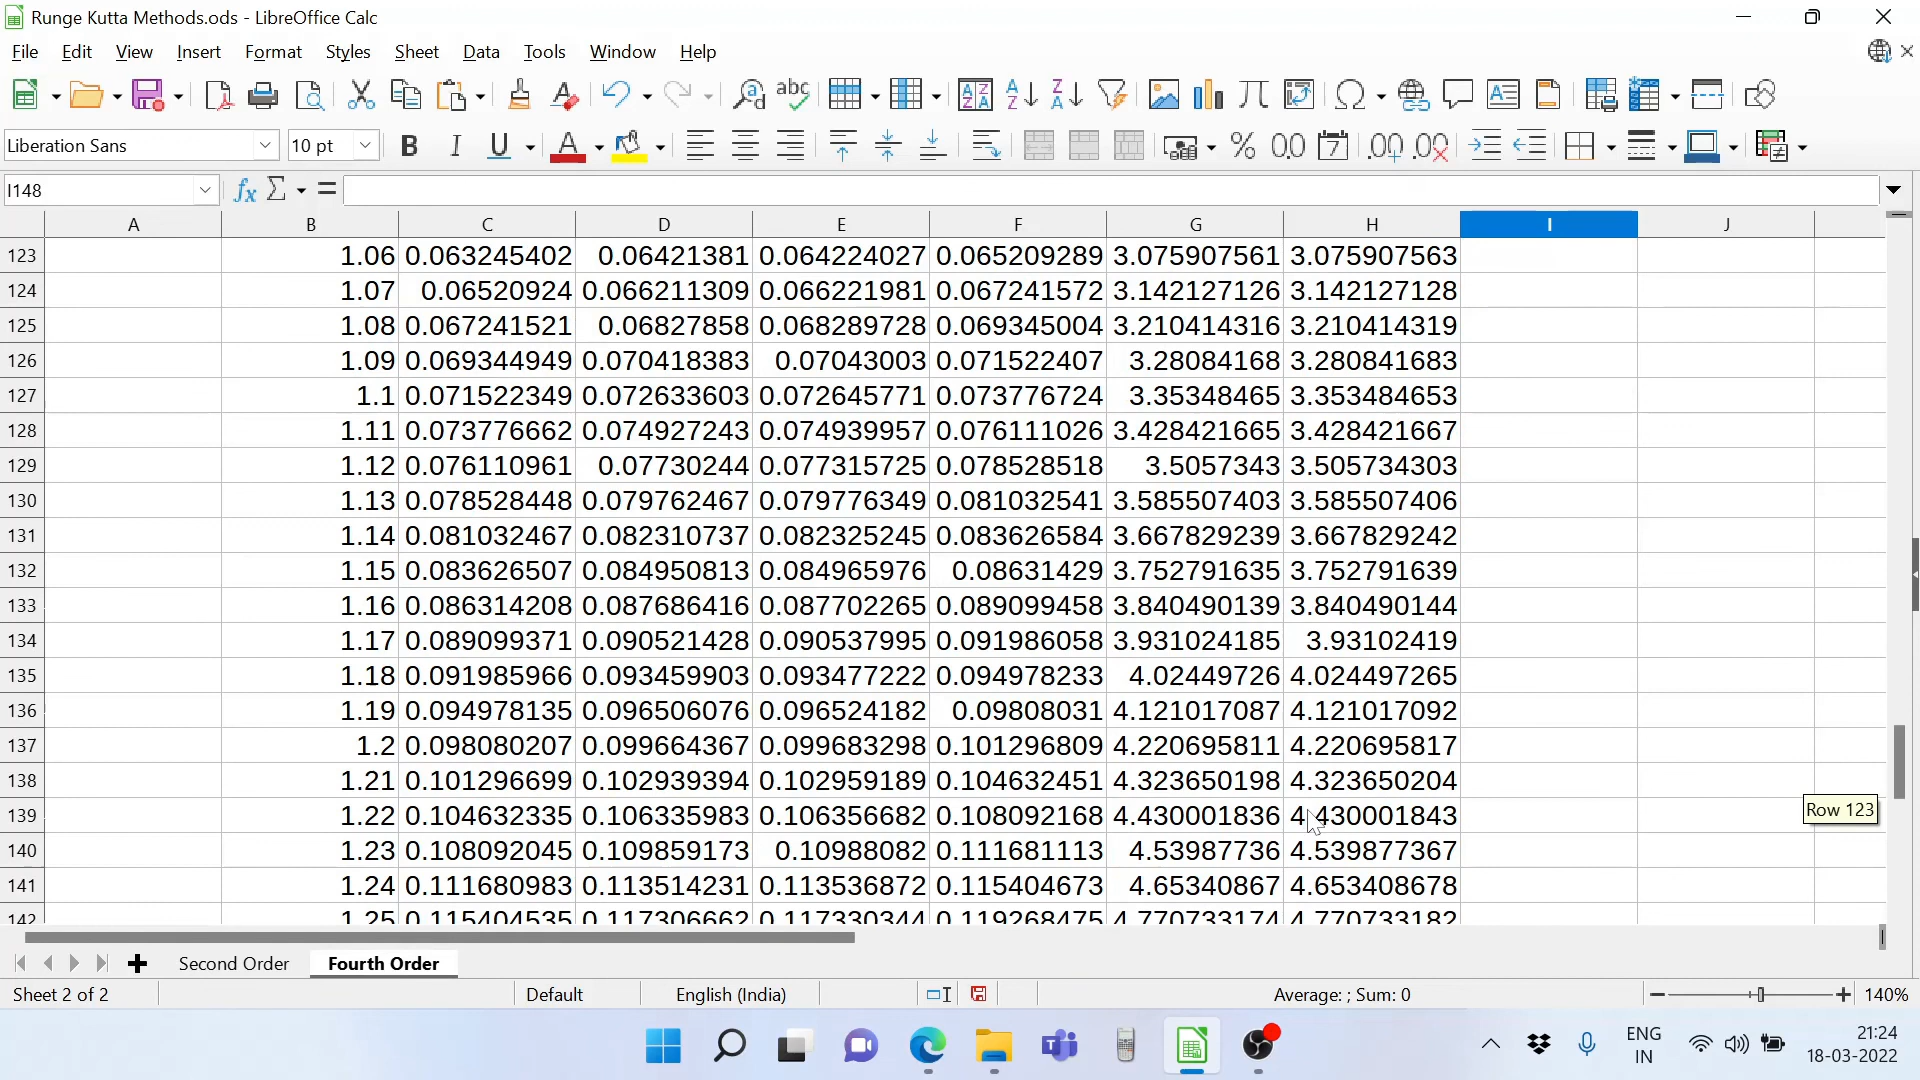 Runge Kutta Methods.ods - LibreOffice Calc
File Edit View Insert Format Styles Sheet Data Tools Window Help
Liberation Sans 10 pt
I148
A B C D E F G H I J
123 1.06 0.063245402 0.06421381 0.064224027 0.065209289 3.075907561 3.075907563
124 1.07 0.06520924 0.066211309 0.066221981 0.067241572 3.142127126 3.142127128
125 1.08 0.067241521 0.06827858 0.068289728 0.069345004 3.210414316 3.210414319
126 1.09 0.069344949 0.070418383 0.07043003 0.071522407 3.28084168 3.280841683
127 1.1 0.071522349 0.072633603 0.072645771 0.073776724 3.35348465 3.353484653
128 1.11 0.073776662 0.074927243 0.074939957 0.076111026 3.428421665 3.428421667
129 1.12 0.076110961 0.07730244 0.077315725 0.078528518 3.5057343 3.505734303
130 1.13 0.078528448 0.079762467 0.079776349 0.081032541 3.585507403 3.585507406
131 1.14 0.081032467 0.082310737 0.082325245 0.083626584 3.667829239 3.667829242
132 1.15 0.083626507 0.084950813 0.084965976 0.08631429 3.752791635 3.752791639
133 1.16 0.086314208 0.087686416 0.087702265 0.089099458 3.840490139 3.840490144
134 1.17 0.089099371 0.090521428 0.090537995 0.091986058 3.931024185 3.93102419
135 1.18 0.091985966 0.093459903 0.093477222 0.094978233 4.02449726 4.024497265
136 1.19 0.094978135 0.096506076 0.096524182 0.09808031 4.121017087 4.121017092
137 1.2 0.098080207 0.099664367 0.099683298 0.101296809 4.220695811 4.220695817
138 1.21 0.101296699 0.102939394 0.102959189 0.104632451 4.323650198 4.323650204
139 1.22 0.104632335 0.106335983 0.106356682 0.108092168 4.430001836 4.430001843 Row 123
140 1.23 0.108092045 0.109859173 0.10988082 0.111681113 4.53987736 4.539877367
141 1.24 0.111680983 0.113514231 0.113536872 0.115404673 4.65340867 4.653408678
142 1.25 0.115404535 0.117306662 0.117330344 0.119268475 4.770733174 4.770733182
Second Order Fourth Order
Sheet 2 of 2 Default English (India) Average: ; Sum: 0 140%
ENG 21:24
IN 18-03-2022